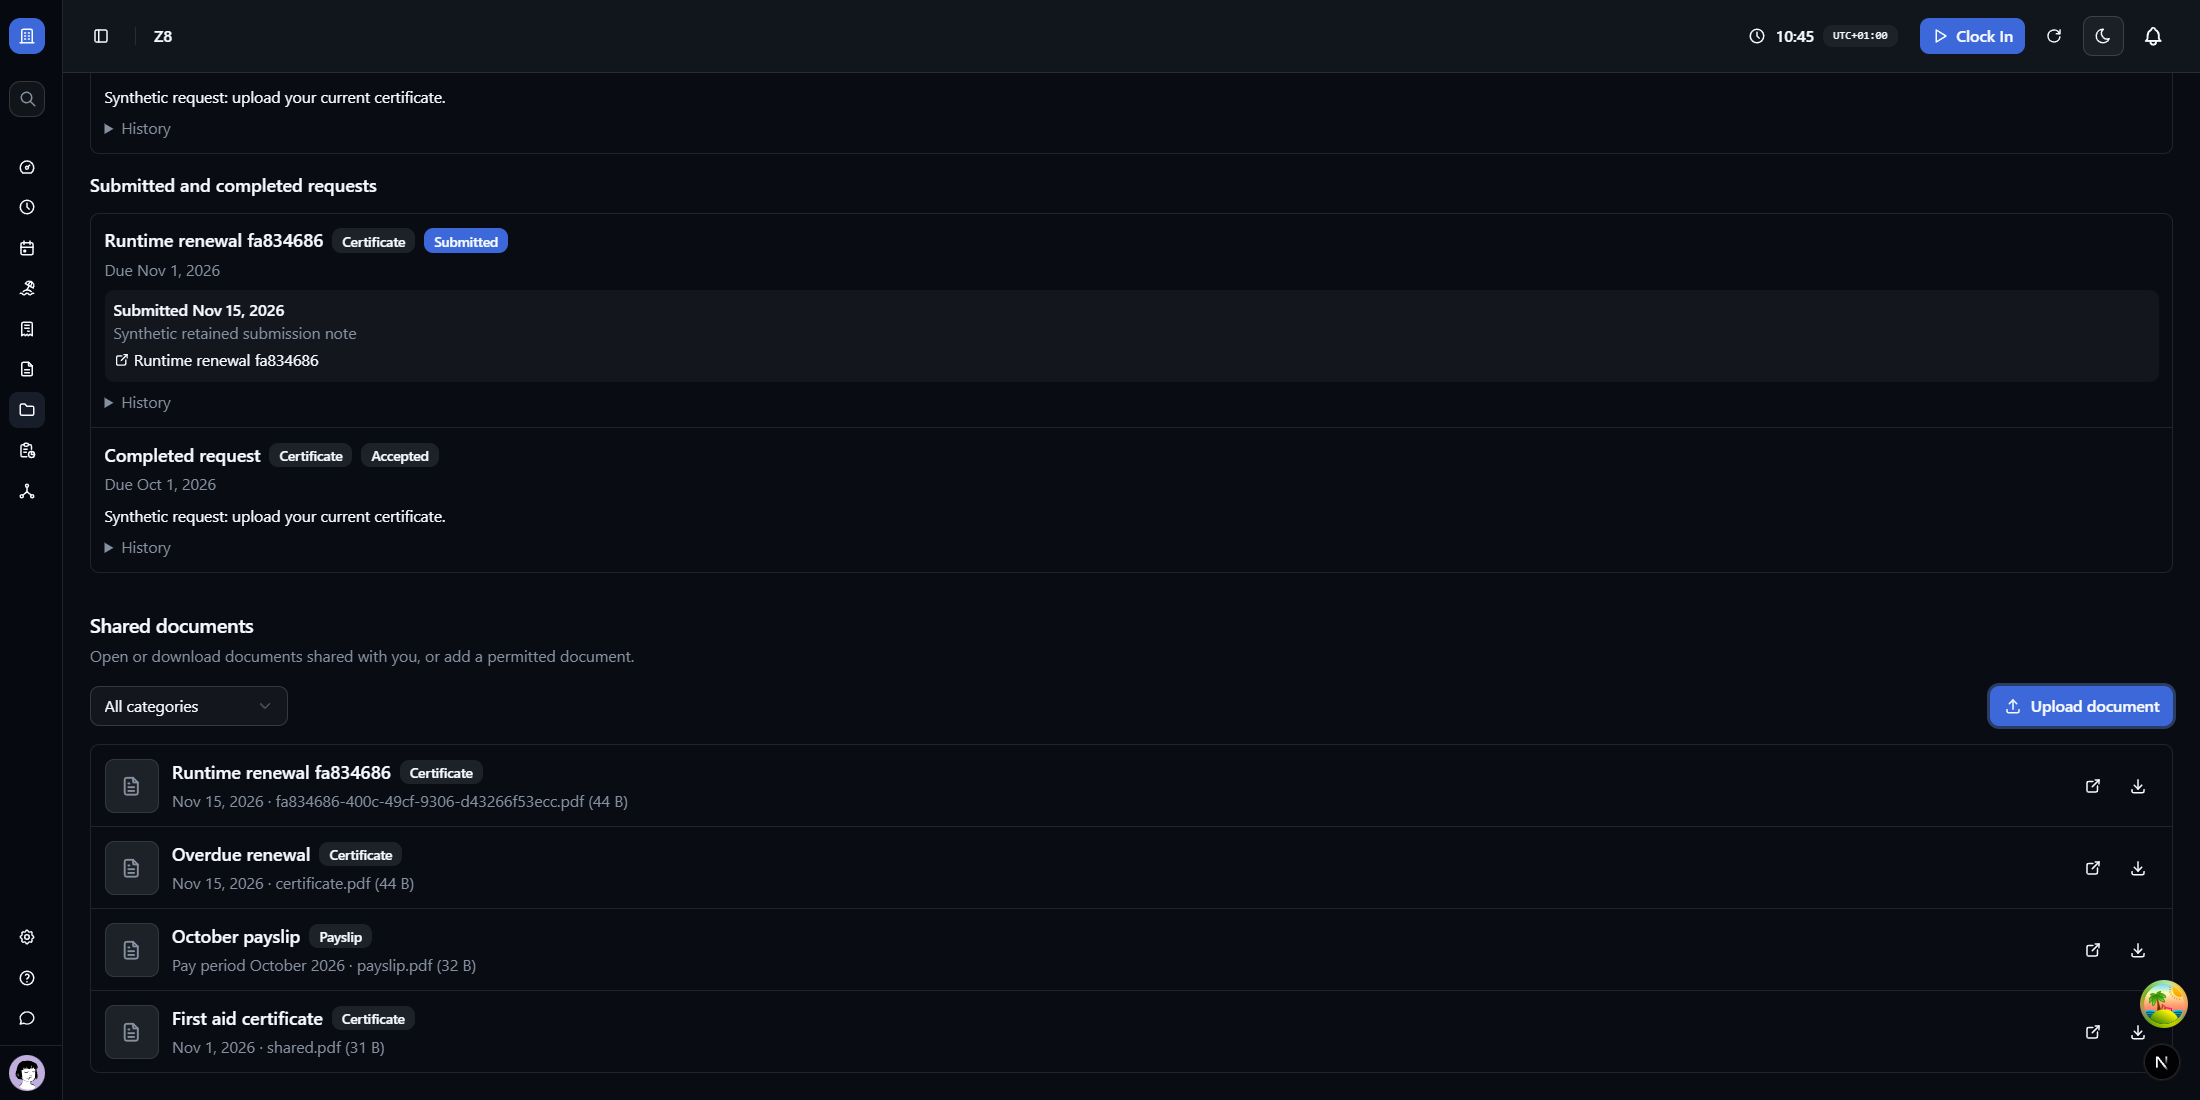 Z8
10:45 UTC+01:00
Clock In
Synthetic request: upload your current certificate.
History
Submitted and completed requests
Runtime renewal fa834686 Certificate Submitted
Due Nov 1, 2026
Submitted Nov 15, 2026
Synthetic retained submission note
Runtime renewal fa834686
History
Completed request Certificate Accepted
Due Oct 1, 2026
Synthetic request: upload your current certificate.
History
Shared documents
Open or download documents shared with you, or add a permitted document.
All categories
Upload document
Runtime renewal fa834686 Certificate
Nov 15, 2026 · fa834686-400c-49cf-9306-d43266f53ecc.pdf (44 B)
Overdue renewal Certificate
Nov 15, 2026 · certificate.pdf (44 B)
October payslip Payslip
Pay period October 2026 · payslip.pdf (32 B)
First aid certificate Certificate
Nov 1, 2026 · shared.pdf (31 B)
N